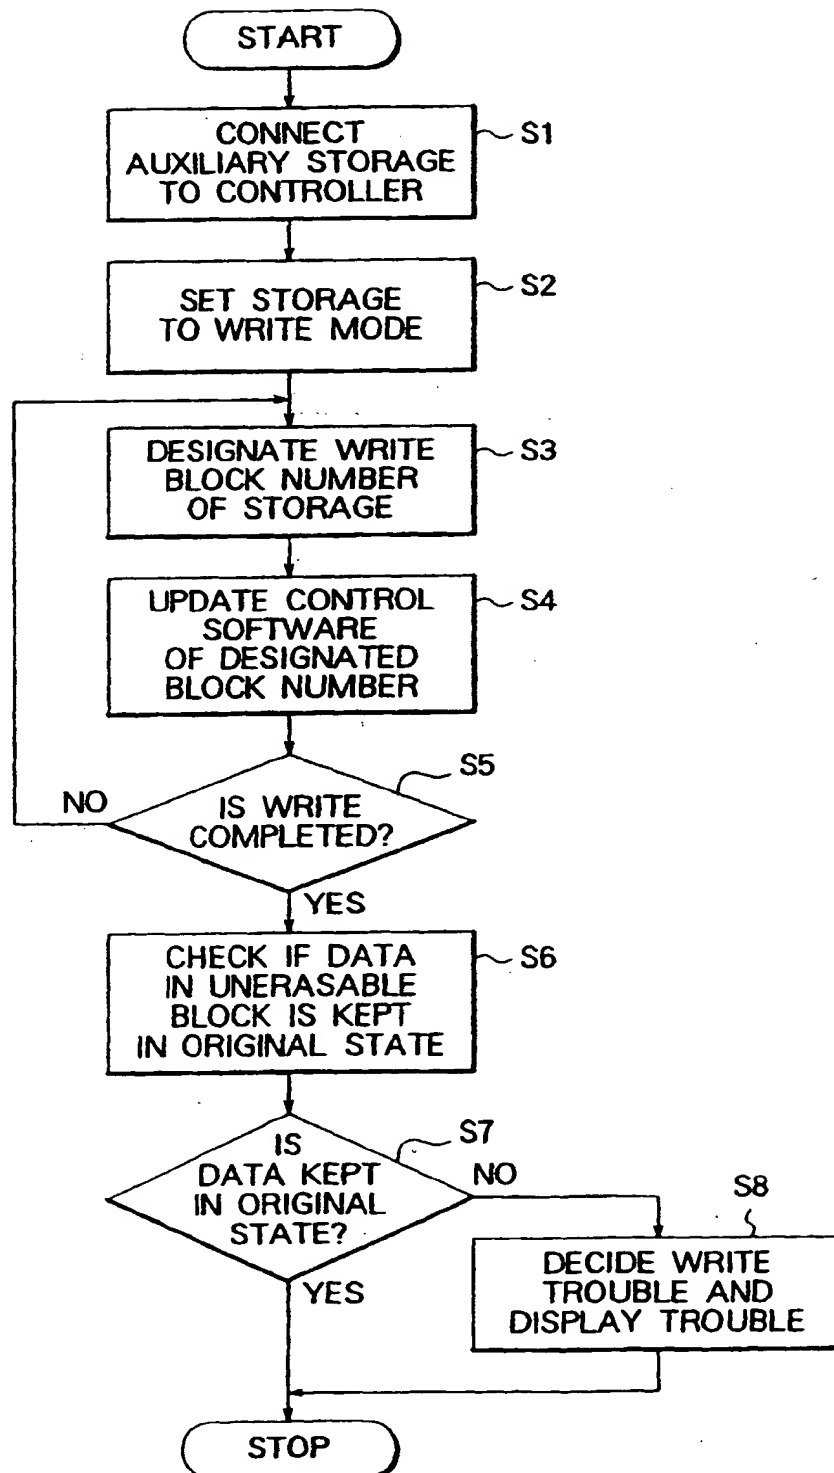 START
CONNECT
AUXILIARY STORAGE
TO CONTROLLER
S1
SET STORAGE
TO WRITE MODE
S2
DESIGNATE WRITE
BLOCK NUMBER
OF STORAGE
S3
UPDATE CONTROL
SOFTWARE
OF DESIGNATED
BLOCK NUMBER
S4
S5
NO
IS WRITE
COMPLETED?
YES
CHECK IF DATA
IN UNERASABLE
BLOCK IS KEPT
IN ORIGINAL STATE
S6
S7
IS
DATA KEPT
IN ORIGINAL
STATE?
NO
YES
S8
DECIDE WRITE
TROUBLE AND
DISPLAY TROUBLE
STOP